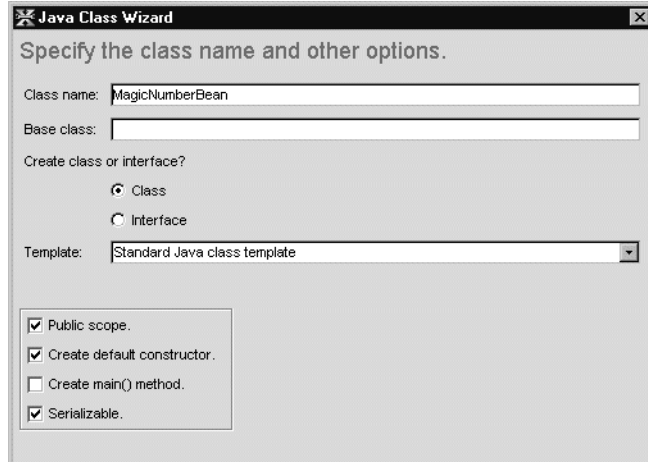 Java Class Wizard
Specify the class name and other options.
Class name: MagicNumberBean
Base class:
Create class or interface?
Class
Interface
Template: Standard Java class template
Public scope.
Create default constructor.
Create main() method.
Serializable.